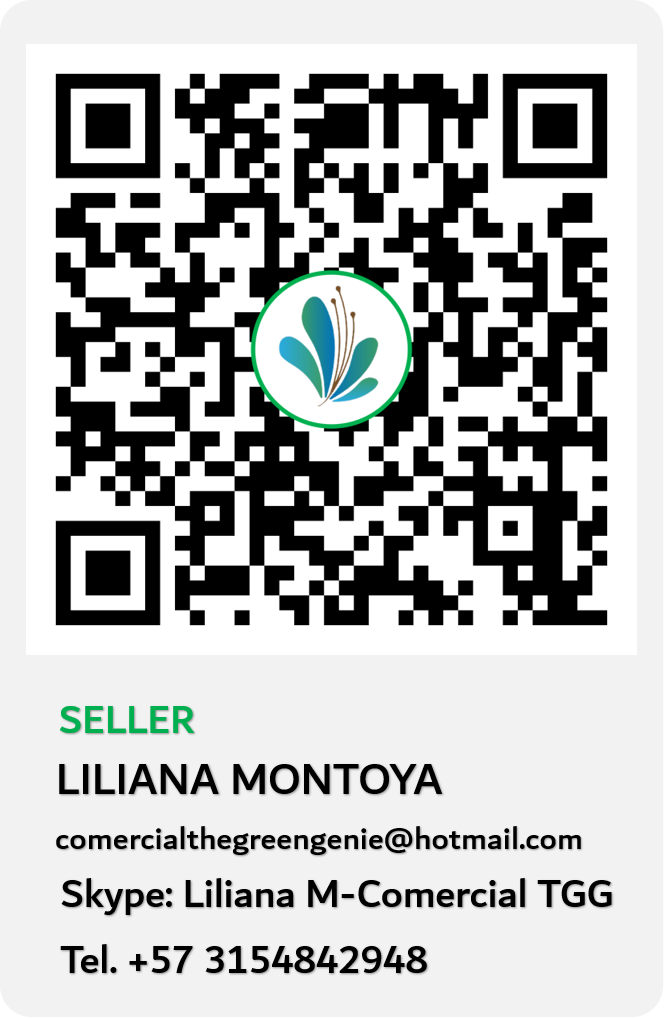 SELLER
LILIANA MONTOYA
comercialthegreengenie@hotmail.com
Skype: Liliana M-Comercial TGG
Tel. +57 3154842948